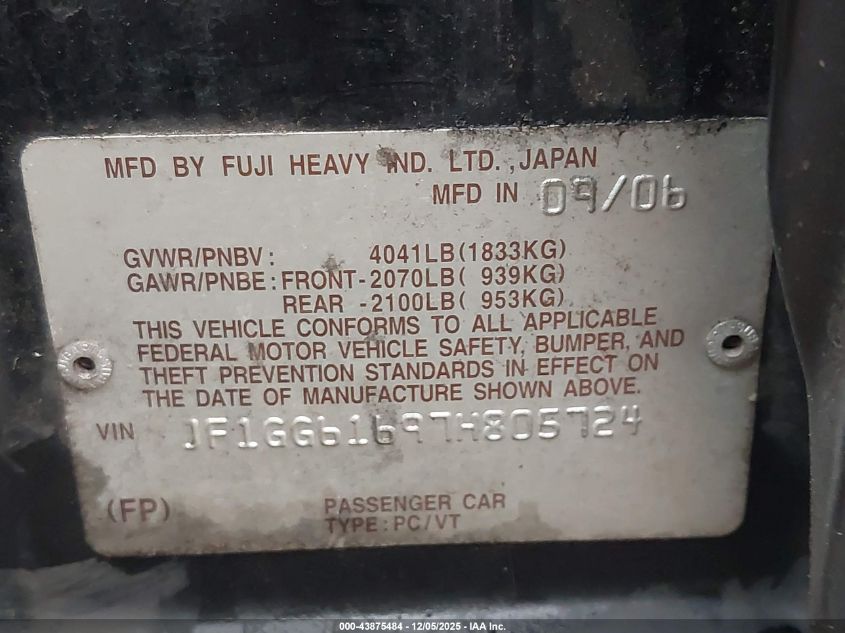 MFD BY FUJI HEAVY IND. LTD., JAPAN
MFD IN 09/06
GVWR/PNBV: 4041LB(1833KG)
GAWR/PNBE: FRONT-2070LB( 939KG)
REAR -2100LB( 953KG)
THIS VEHICLE CONFORMS TO ALL APPLICABLE
FEDERAL MOTOR VEHICLE SAFETY, BUMPER, AND
THEFT PREVENTION STANDARDS IN EFFECT ON
THE DATE OF MANUFACTURE SHOWN ABOVE.
VIN JF1GG61697H805724
(FP) PASSENGER CAR
TYPE: PC/VT
000-43875484 - 12/05/2025 - IAA Inc.